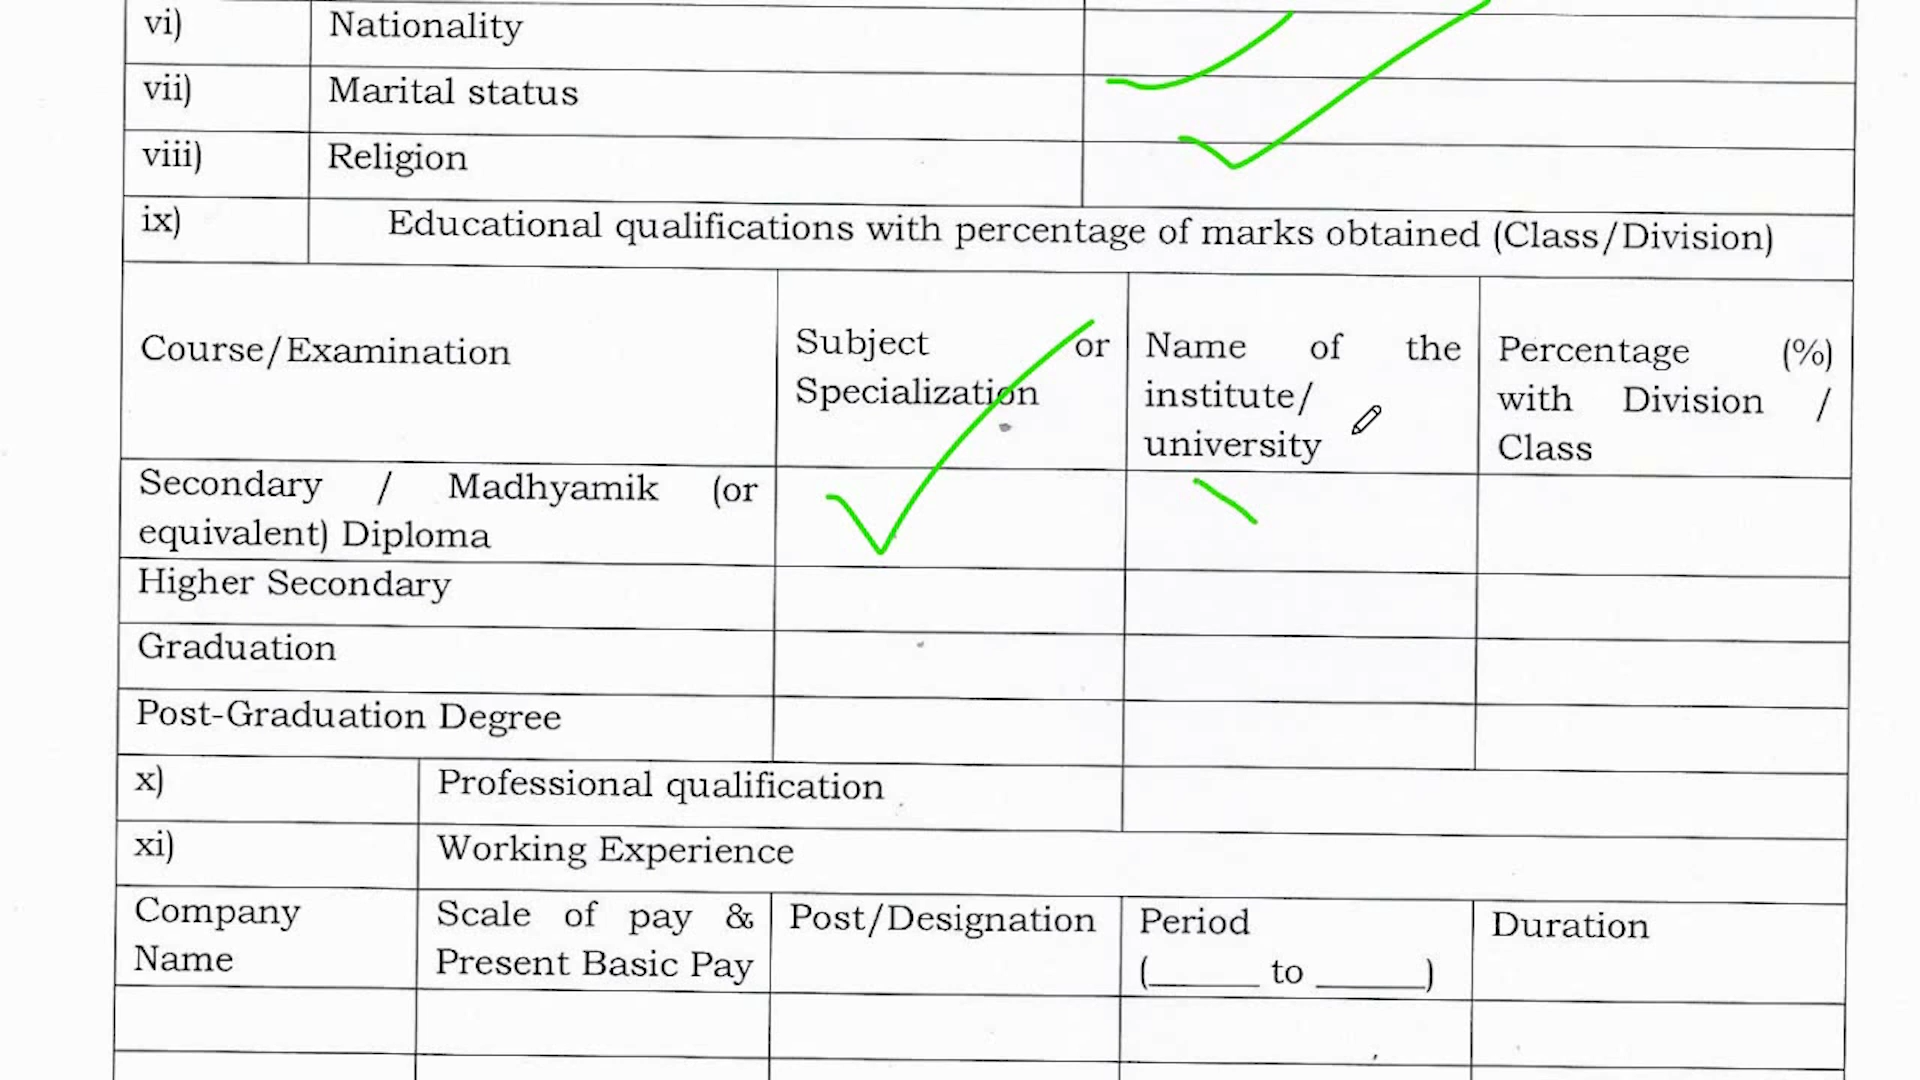 vi) Nationality
vii) Marital status
viii) Religion
ix) Educational qualifications with percentage of marks obtained (Class/Division)
Course/Examination
Subject or
Specialization
Name of the
institute/
university
Percentage (%)
with Division /
Class
Secondary / Madhyamik (or
equivalent) Diploma
Higher Secondary
Graduation
Post-Graduation Degree
x) Professional qualification
xi) Working Experience
Company
Name
Scale of pay &
Present Basic Pay
Post/Designation
Period
(______ to ______)
Duration